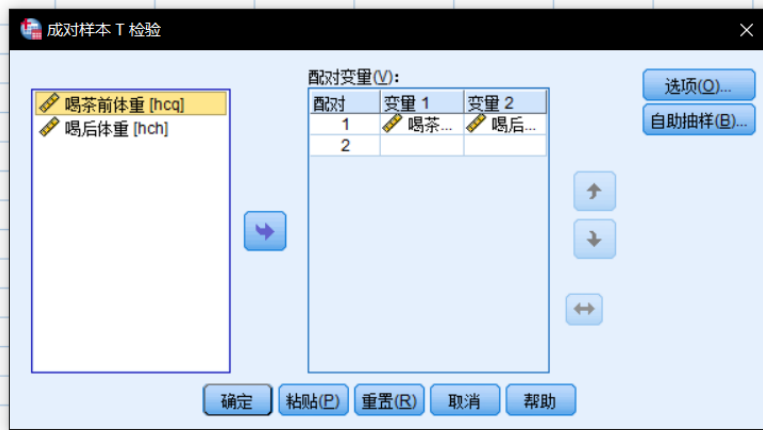 成对样本 T 检验
配对变量(V):
喝茶前体重 [hcq]
喝后体重 [hch]
配对 变量 1 变量 2
1 喝茶... 喝后...
2
选项(O)...
自助抽样(B)...
确定 粘贴(P) 重置(R) 取消 帮助